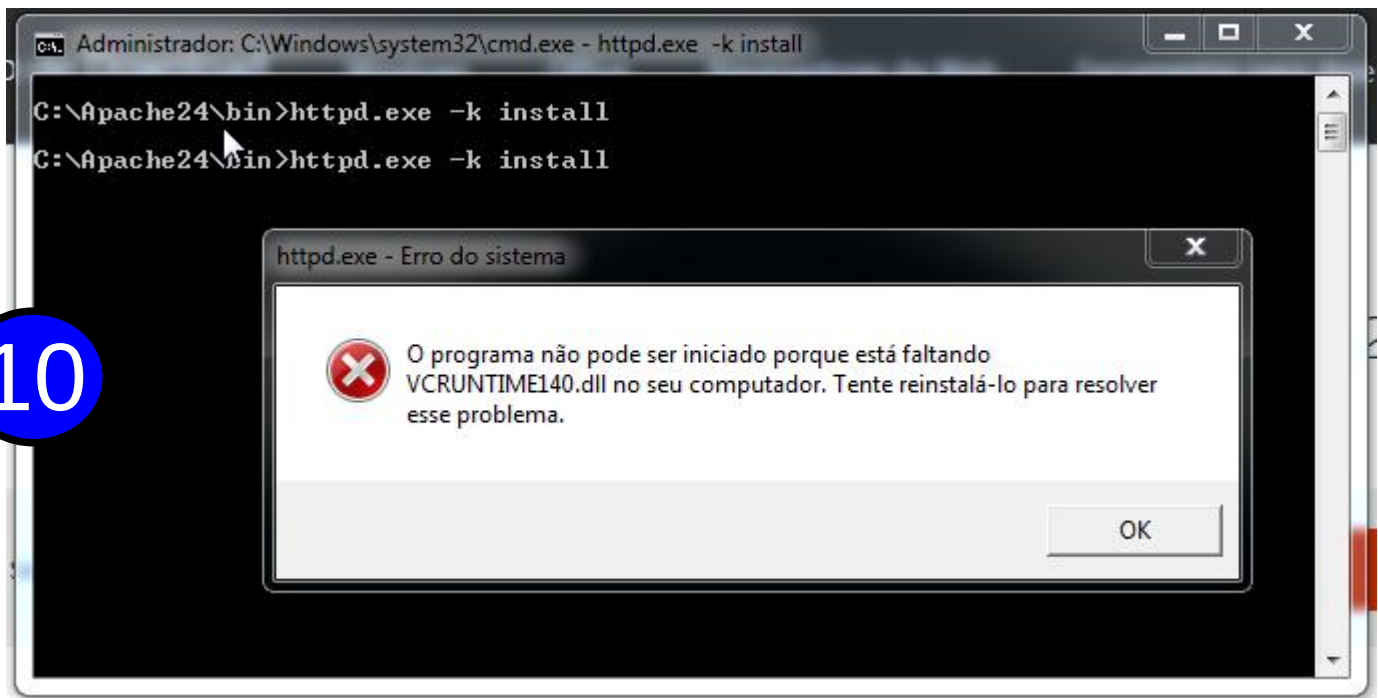 Administrador: C:\Windows\system32\cmd.exe - httpd.exe -k install
C:\Apache24\bin>httpd.exe -k install
C:\Apache24\bin>httpd.exe -k install
httpd.exe - Erro do sistema
10
O programa não pode ser iniciado porque está faltando
VCRUNTIME140.dll no seu computador. Tente reinstalá-lo para resolver
esse problema.
OK